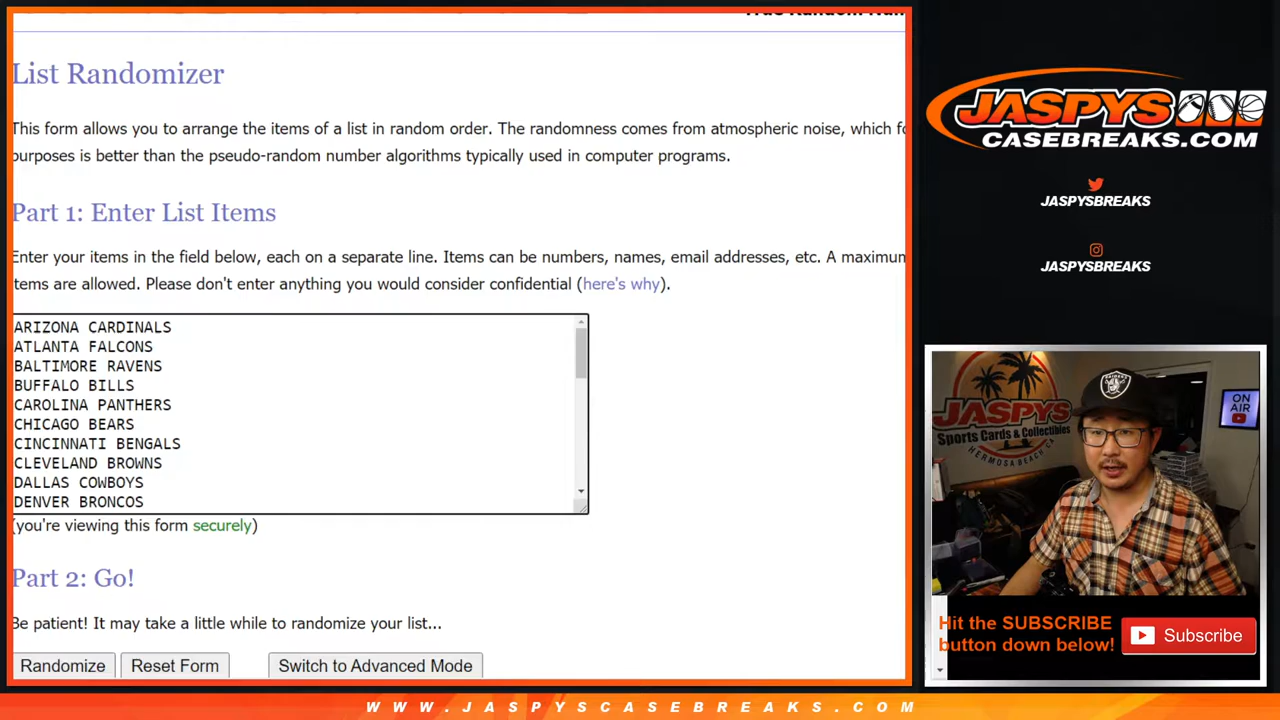 List Randomizer
This form allows you to arrange the items of a list in random order. The randomness comes from atmospheric noise, which fo
purposes is better than the pseudo-random number algorithms typically used in computer programs.
Part 1: Enter List Items
Enter your items in the field below, each on a separate line. Items can be numbers, names, email addresses, etc. A maximum
items are allowed. Please don't enter anything you would consider confidential (here's why).
ARIZONA CARDINALS
ATLANTA FALCONS
BALTIMORE RAVENS
BUFFALO BILLS
CAROLINA PANTHERS
CHICAGO BEARS
CINCINNATI BENGALS
CLEVELAND BROWNS
DALLAS COWBOYS
DENVER BRONCOS
(you're viewing this form securely)
Part 2: Go!
Be patient! It may take a little while to randomize your list...
Randomize
Reset Form
Switch to Advanced Mode
JASPYS
CASEBREAKS.COM
JASPYSBREAKS
JASPYSBREAKS
JASPYS
Sports Cards & Collectibles
HERMOSA BEACH CA
RAIDERS
ON
AIR
Hit the SUBSCRIBE
button down below!
Subscribe
WWW.JASPYSCASEBREAKS.COM